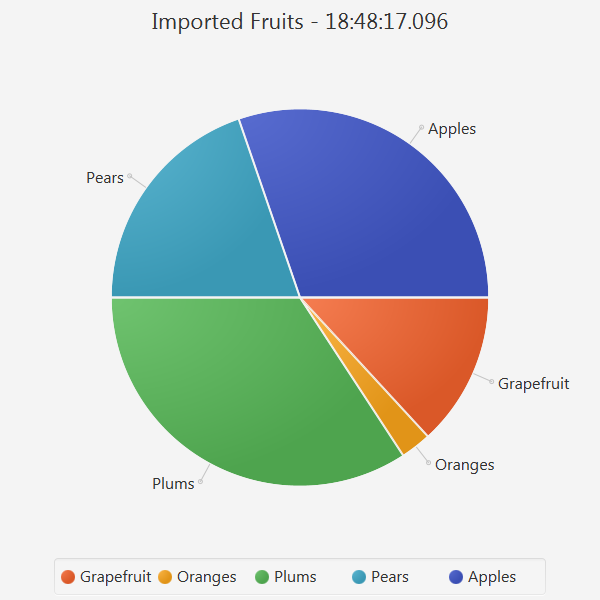 Imported Fruits - 18:48:17.096
Apples
Pears
Grapefruit
Oranges
Plums
Grapefruit Oranges Plums Pears Apples